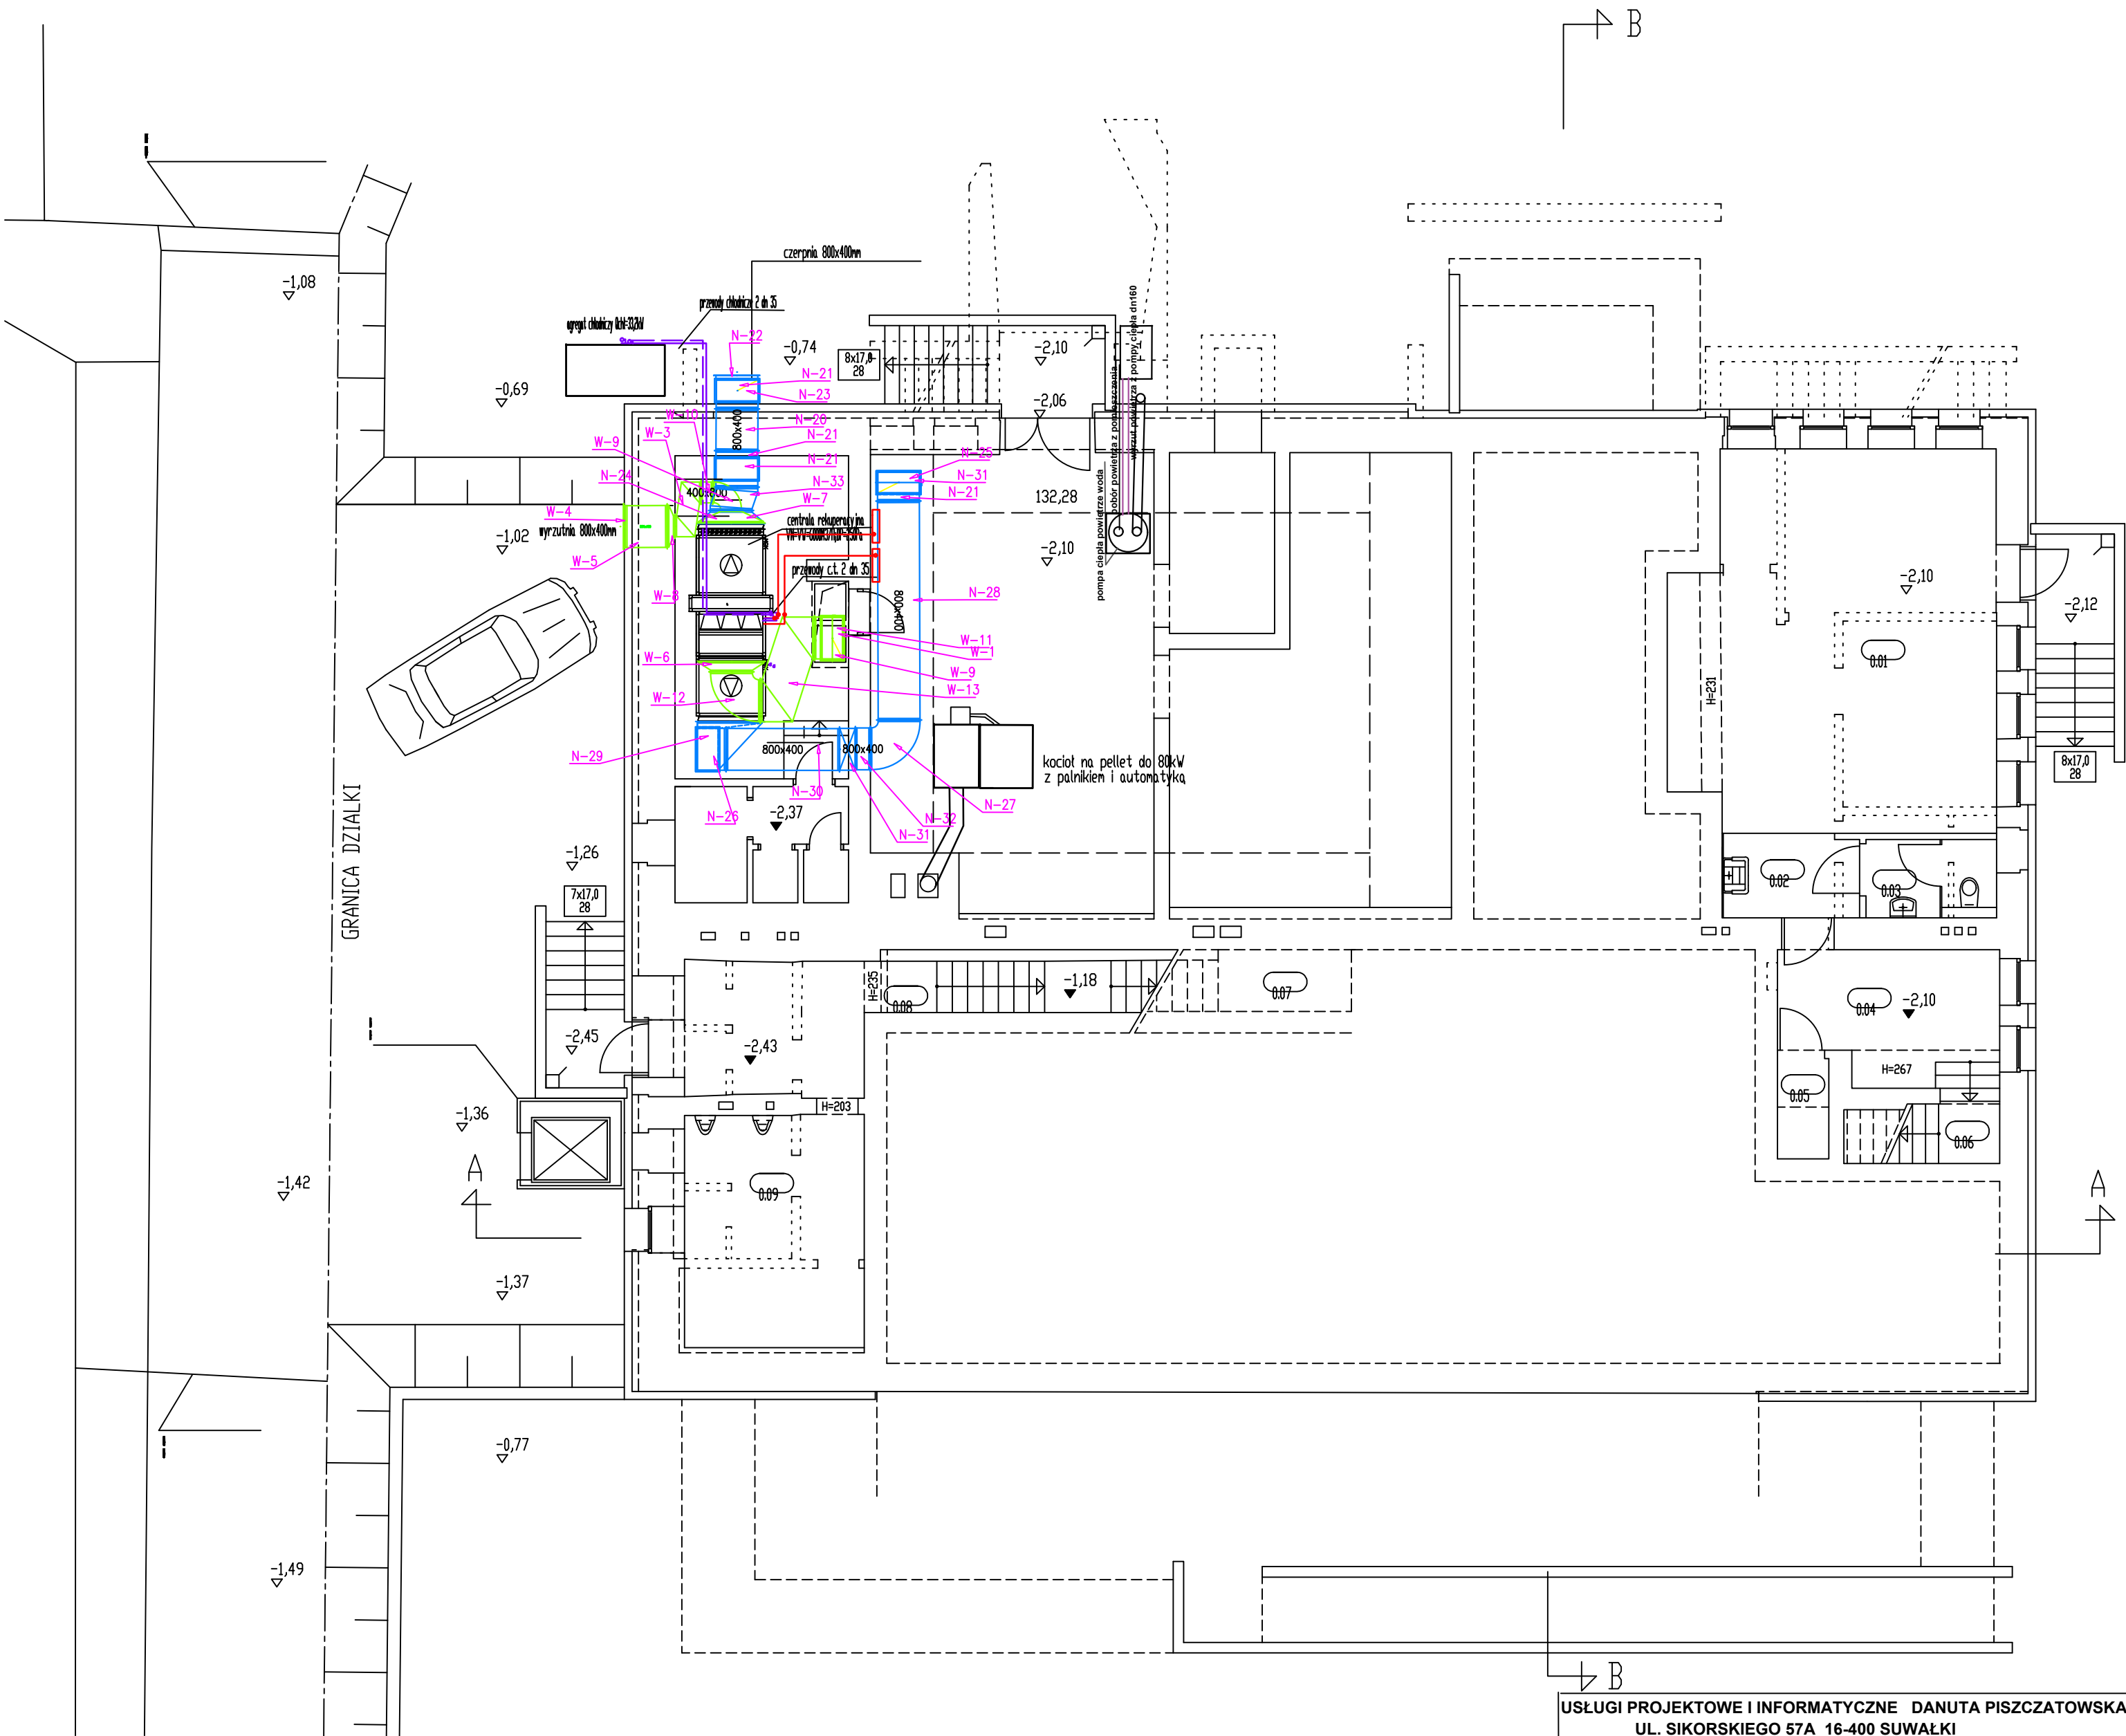 B
czerpnia 800x400mm
-1,08
przewody chłodnicze 2 dn 35
N-22
-0,74
8x17,0
28
-2,10
-0,69
N-21
N-23
-2,06
W-10
800x400
N-20
W-3
N-21
W-9
N-21
N-25
N-24
N-31
N-33
400x800
W-7
N-21
132,28
W-4
wyrzutnia 800x400mm
centrala rekuperacyjna
-1,02
-2,10
W-5
przewody c.t. 2 dn 35
pompa ciepła powietrze woda
pobór powietrza z pomieszczenia
wyrzut powietrza z pompy ciepła dn160
-2,10
W-8
800x400
N-28
-2,12
W-11
W-1
W-6
0.01
W-9
W-13
W-12
H=231
N-29
800x400
800x400
kocioł na pellet do 80kW
z palnikiem i automatyką
8x17,0
28
N-30
N-27
N-26
-2,37
N-32
N-31
GRANICA DZIALKI
-1,26
7x17,0
28
0.02
0.03
H=235
0.08
-1,18
0.07
0.04
-2,10
-2,45
-2,43
H=267
0.05
H=203
-1,36
0.06
A
-1,42
0.09
A
-1,37
-0,77
-1,49
B
USŁUGI PROJEKTOWE I INFORMATYCZNE DANUTA PISZCZATOWSKA
UL. SIKORSKIEGO 57A 16-400 SUWAŁKI